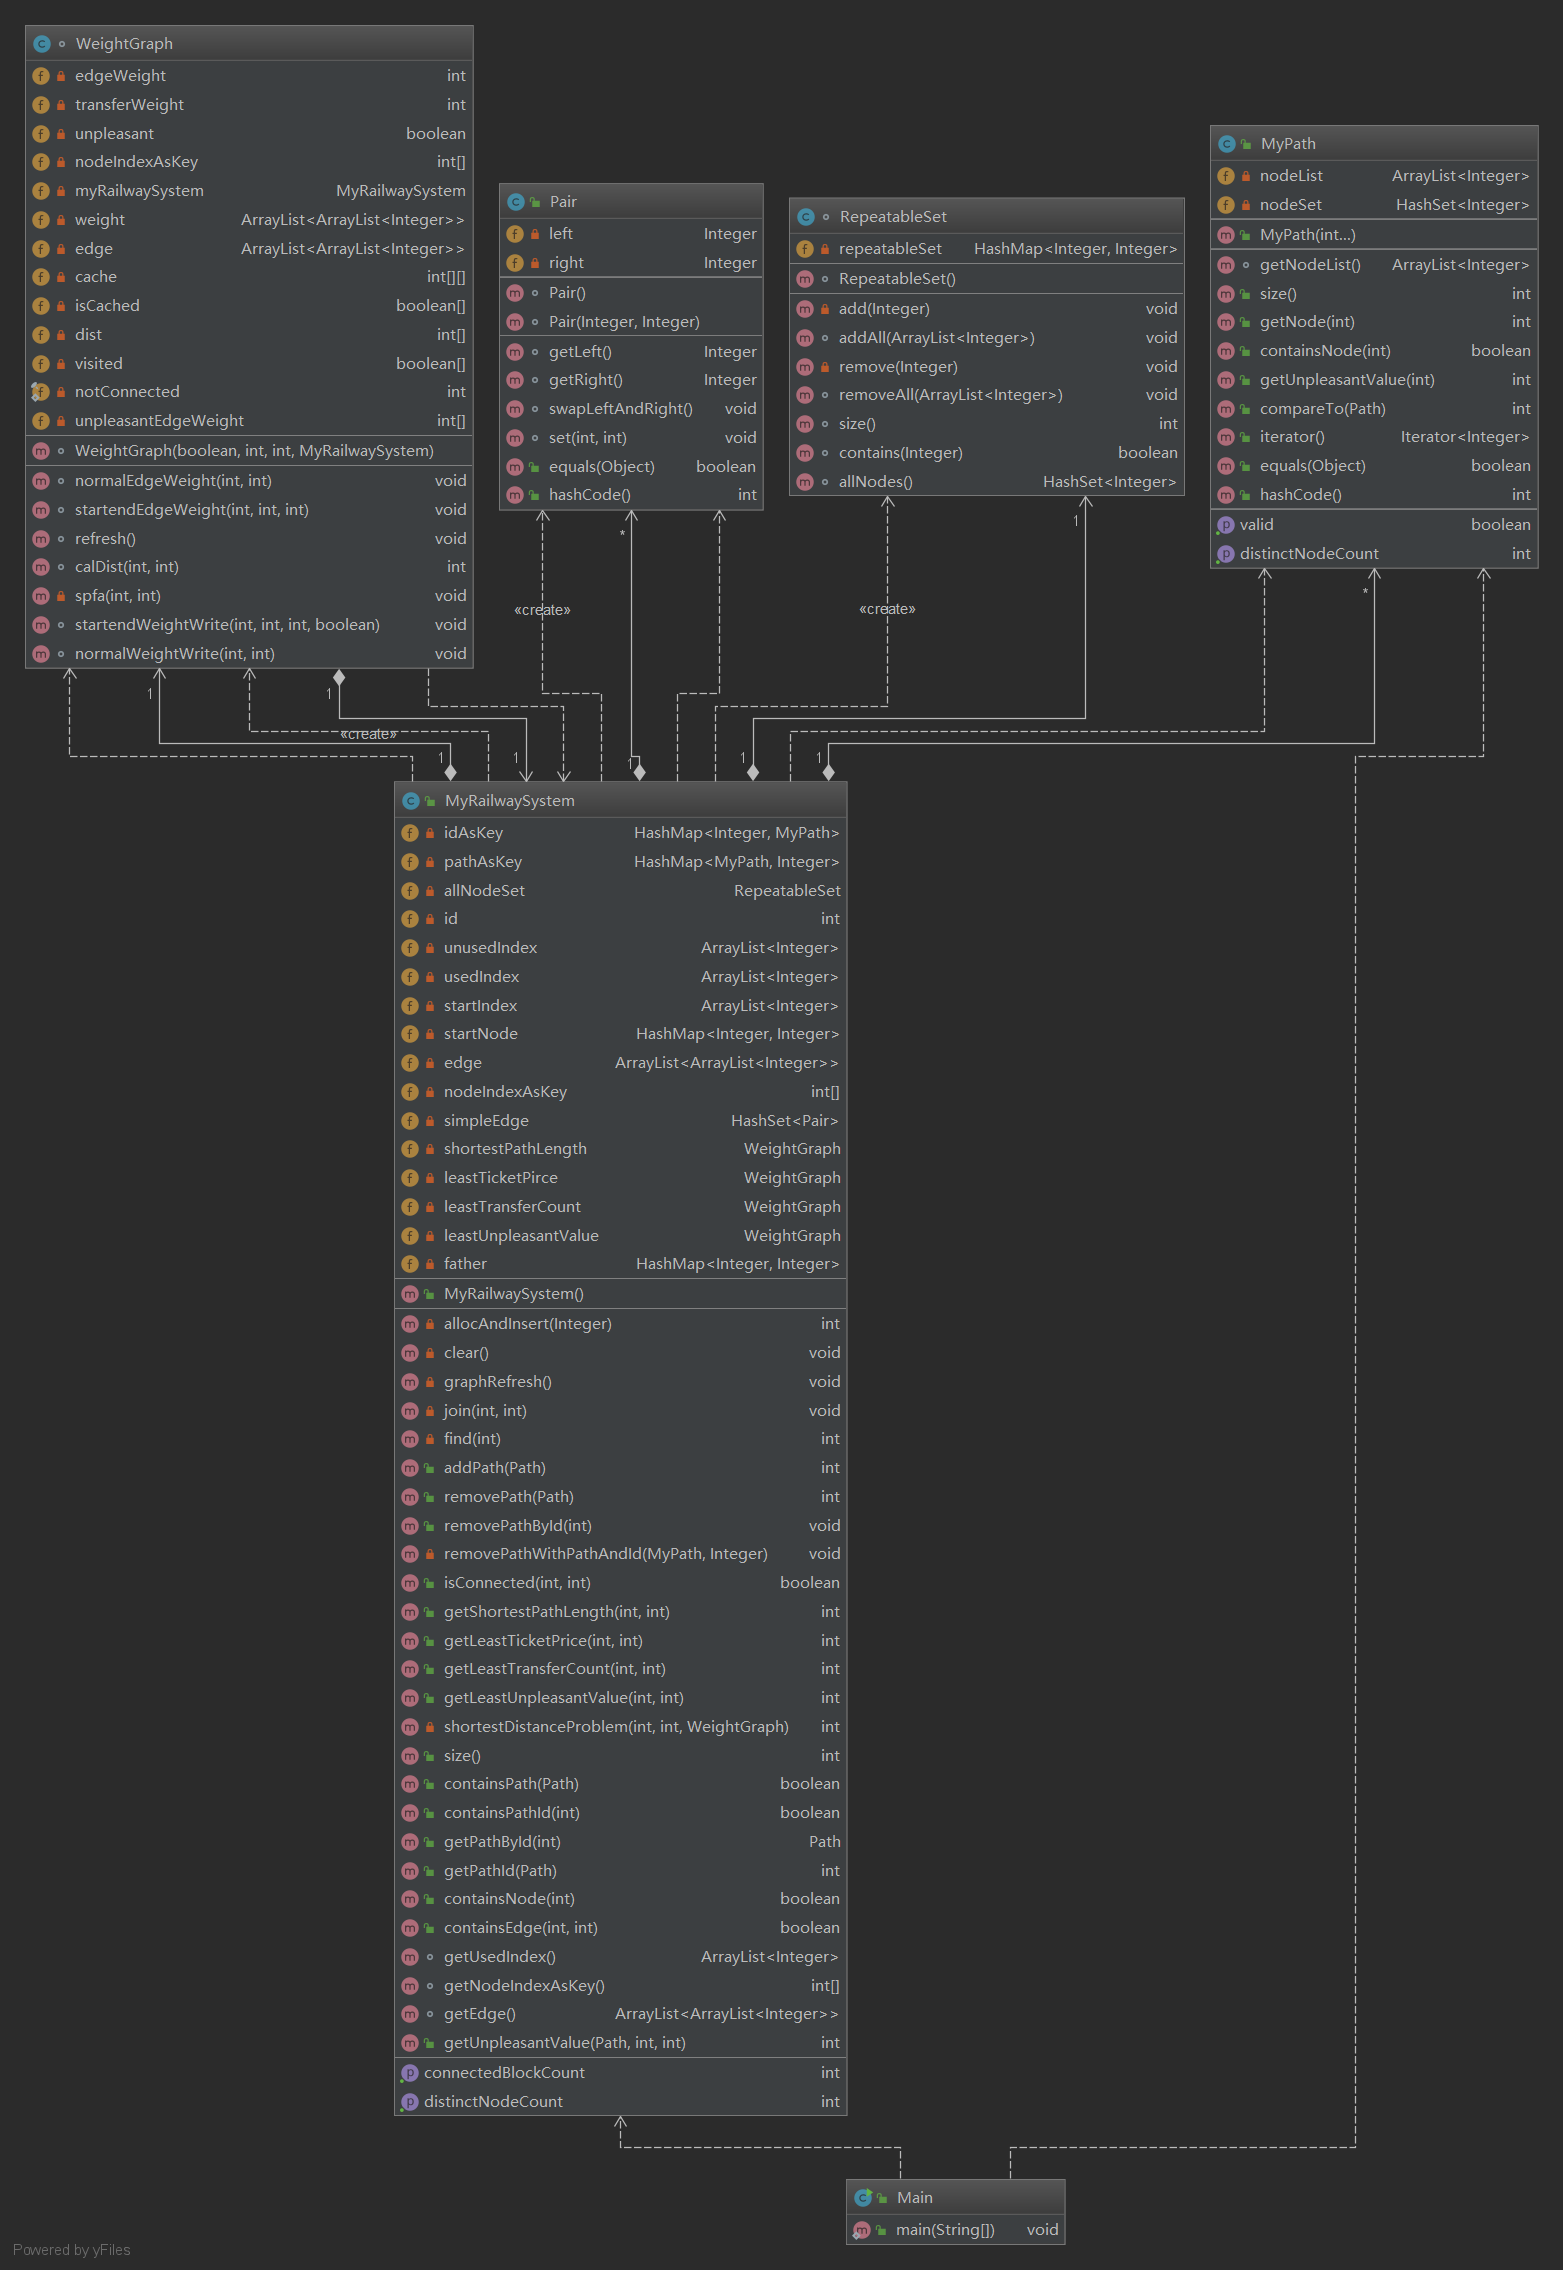 WeightGraph
edgeWeight int
transferWeight int
unpleasant boolean
nodeIndexAsKey int[]
myRailwaySystem MyRailwaySystem
weight ArrayList<ArrayList<Integer>>
edge ArrayList<ArrayList<Integer>>
cache int[][]
isCached boolean[]
dist int[]
visited boolean[]
notConnected int
unpleasantEdgeWeight int[]
WeightGraph(boolean, int, int, MyRailwaySystem)
normalEdgeWeight(int, int) void
startendEdgeWeight(int, int, int) void
refresh() void
calDist(int, int) int
spfa(int, int) void
startendWeightWrite(int, int, int, boolean) void
normalWeightWrite(int, int) void
Pair
left Integer
right Integer
Pair()
Pair(Integer, Integer)
getLeft() Integer
getRight() Integer
swapLeftAndRight() void
set(int, int) void
equals(Object) boolean
hashCode() int
RepeatableSet
repeatableSet HashMap<Integer, Integer>
RepeatableSet()
add(Integer) void
addAll(ArrayList<Integer>) void
remove(Integer) void
removeAll(ArrayList<Integer>) void
size() int
contains(Integer) boolean
allNodes() HashSet<Integer>
MyPath
nodeList ArrayList<Integer>
nodeSet HashSet<Integer>
MyPath(int...)
getNodeList() ArrayList<Integer>
size() int
getNode(int) int
containsNode(int) boolean
getUnpleasantValue(int) int
compareTo(Path) int
iterator() Iterator<Integer>
equals(Object) boolean
hashCode() int
valid boolean
distinctNodeCount int
*
1
*
«create»
«create»
1
1
«create»
1
1
1
1
1
MyRailwaySystem
idAsKey HashMap<Integer, MyPath>
pathAsKey HashMap<MyPath, Integer>
allNodeSet RepeatableSet
id int
unusedIndex ArrayList<Integer>
usedIndex ArrayList<Integer>
startIndex ArrayList<Integer>
startNode HashMap<Integer, Integer>
edge ArrayList<ArrayList<Integer>>
nodeIndexAsKey int[]
simpleEdge HashSet<Pair>
shortestPathLength WeightGraph
leastTicketPirce WeightGraph
leastTransferCount WeightGraph
leastUnpleasantValue WeightGraph
father HashMap<Integer, Integer>
MyRailwaySystem()
allocAndInsert(Integer) int
clear() void
graphRefresh() void
join(int, int) void
find(int) int
addPath(Path) int
removePath(Path) int
removePathById(int) void
removePathWithPathAndId(MyPath, Integer) void
isConnected(int, int) boolean
getShortestPathLength(int, int) int
getLeastTicketPrice(int, int) int
getLeastTransferCount(int, int) int
getLeastUnpleasantValue(int, int) int
shortestDistanceProblem(int, int, WeightGraph) int
size() int
containsPath(Path) boolean
containsPathId(int) boolean
getPathById(int) Path
getPathId(Path) int
containsNode(int) boolean
containsEdge(int, int) boolean
getUsedIndex() ArrayList<Integer>
getNodeIndexAsKey() int[]
getEdge() ArrayList<ArrayList<Integer>>
getUnpleasantValue(Path, int, int) int
connectedBlockCount int
distinctNodeCount int
Main
main(String[]) void
Powered by yFiles